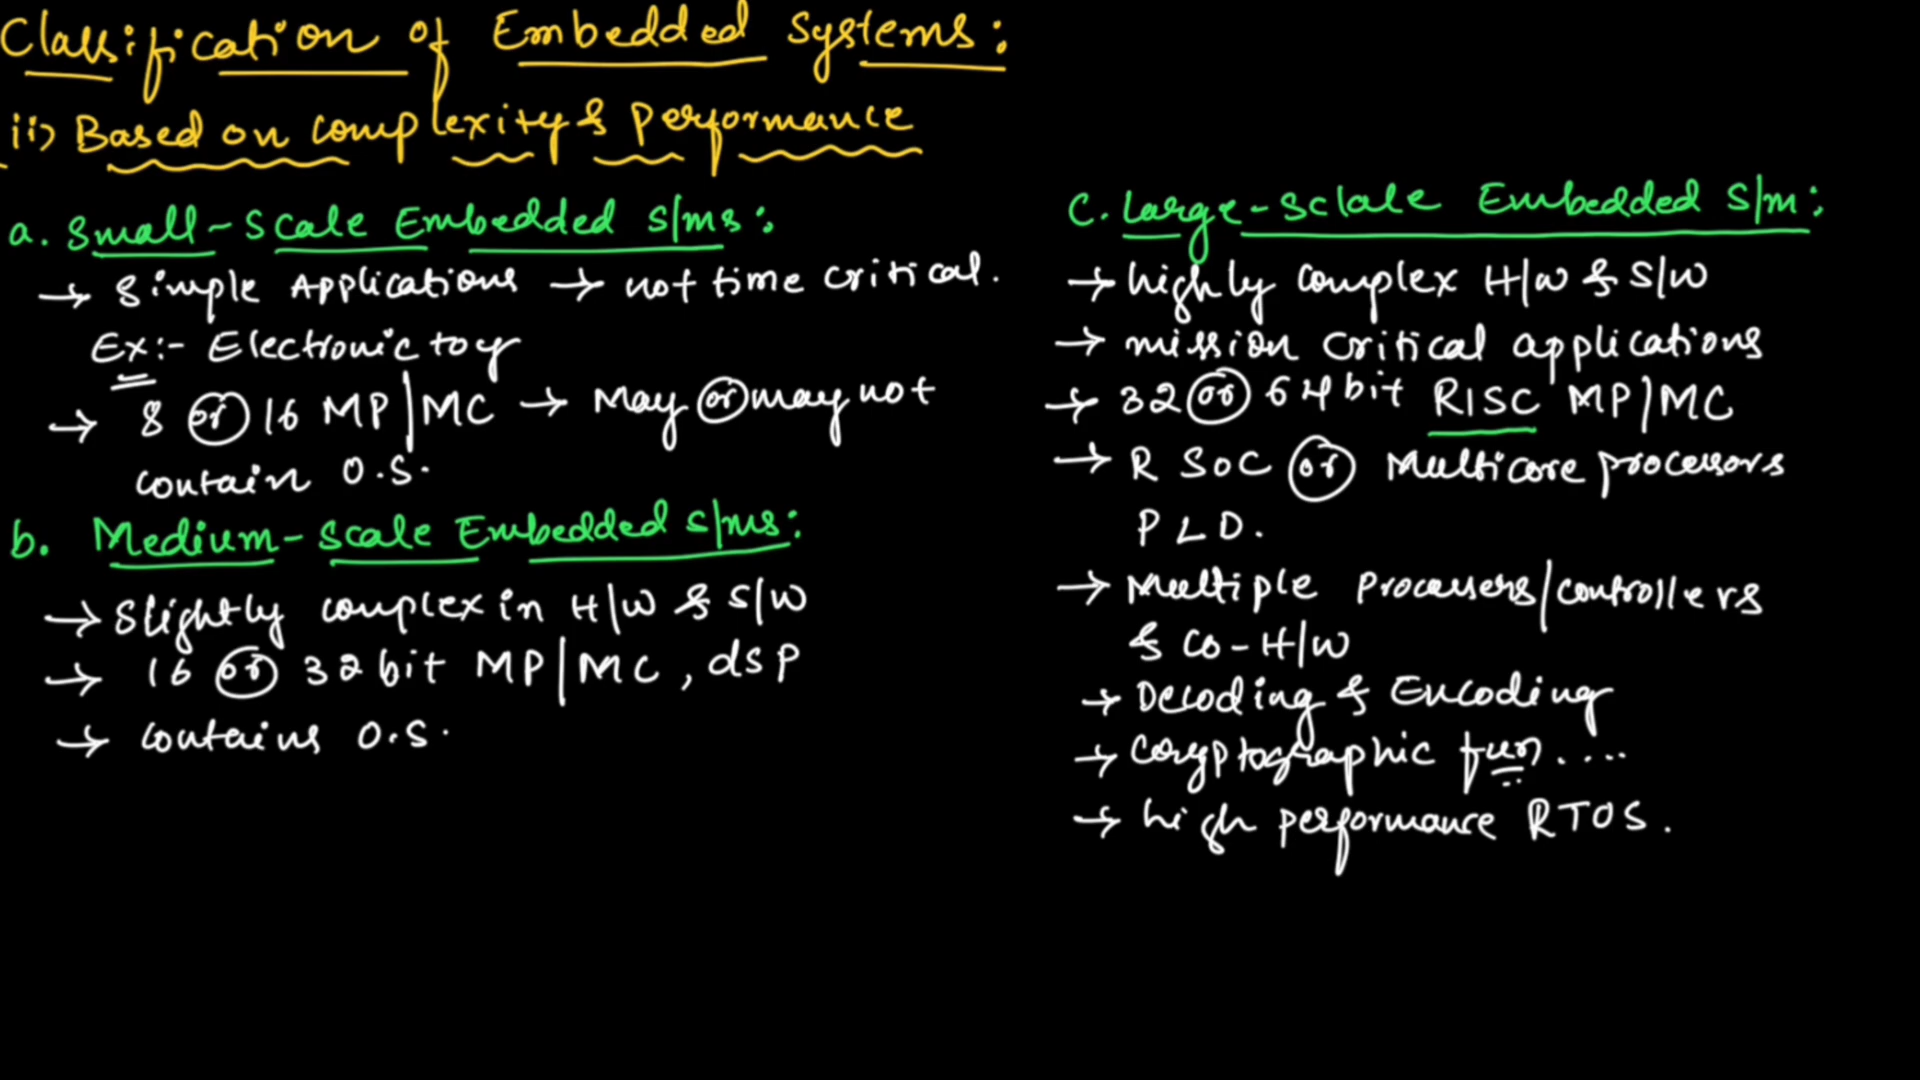 Classification of Embedded Systems:
ii) Based on complexity & performance
a. Small-Scale Embedded S/ms:
→ Simple Applications → not time critical.
Ex:- Electronic toy
→ 8 or 16 MP/MC → May or may not
contain O.S.
b. Medium-Scale Embedded S/ms:
→ Slightly complex in H/W & S/W
→ 16 or 32 bit MP/MC, dsp
→ contains O.S.
C. Large-Sclale Embedded S/m:
→ highly complex H/W & S/W
→ mission critical applications
→ 32 or 64 bit RISC MP/MC
→ R SoC or Multicore processors
PLD.
→ Multiple Processers/controllers
& Co-H/W
→ Decoding & Encoding
→ Coryptographic fun....
→ high performance RTOS.